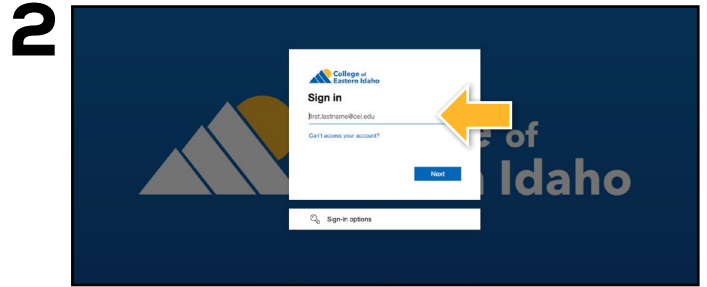 2
College of
Eastern Idaho
Sign in
first.lastname@cei.edu
Can't access your account?
Next
of
Idaho
Sign-in options